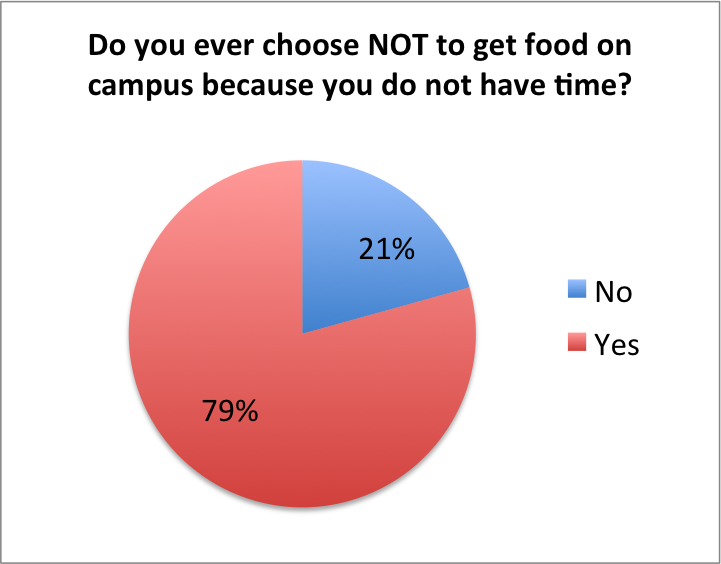 Do you ever choose NOT to get food on
campus because you do not have time?
21%
79%
No
Yes